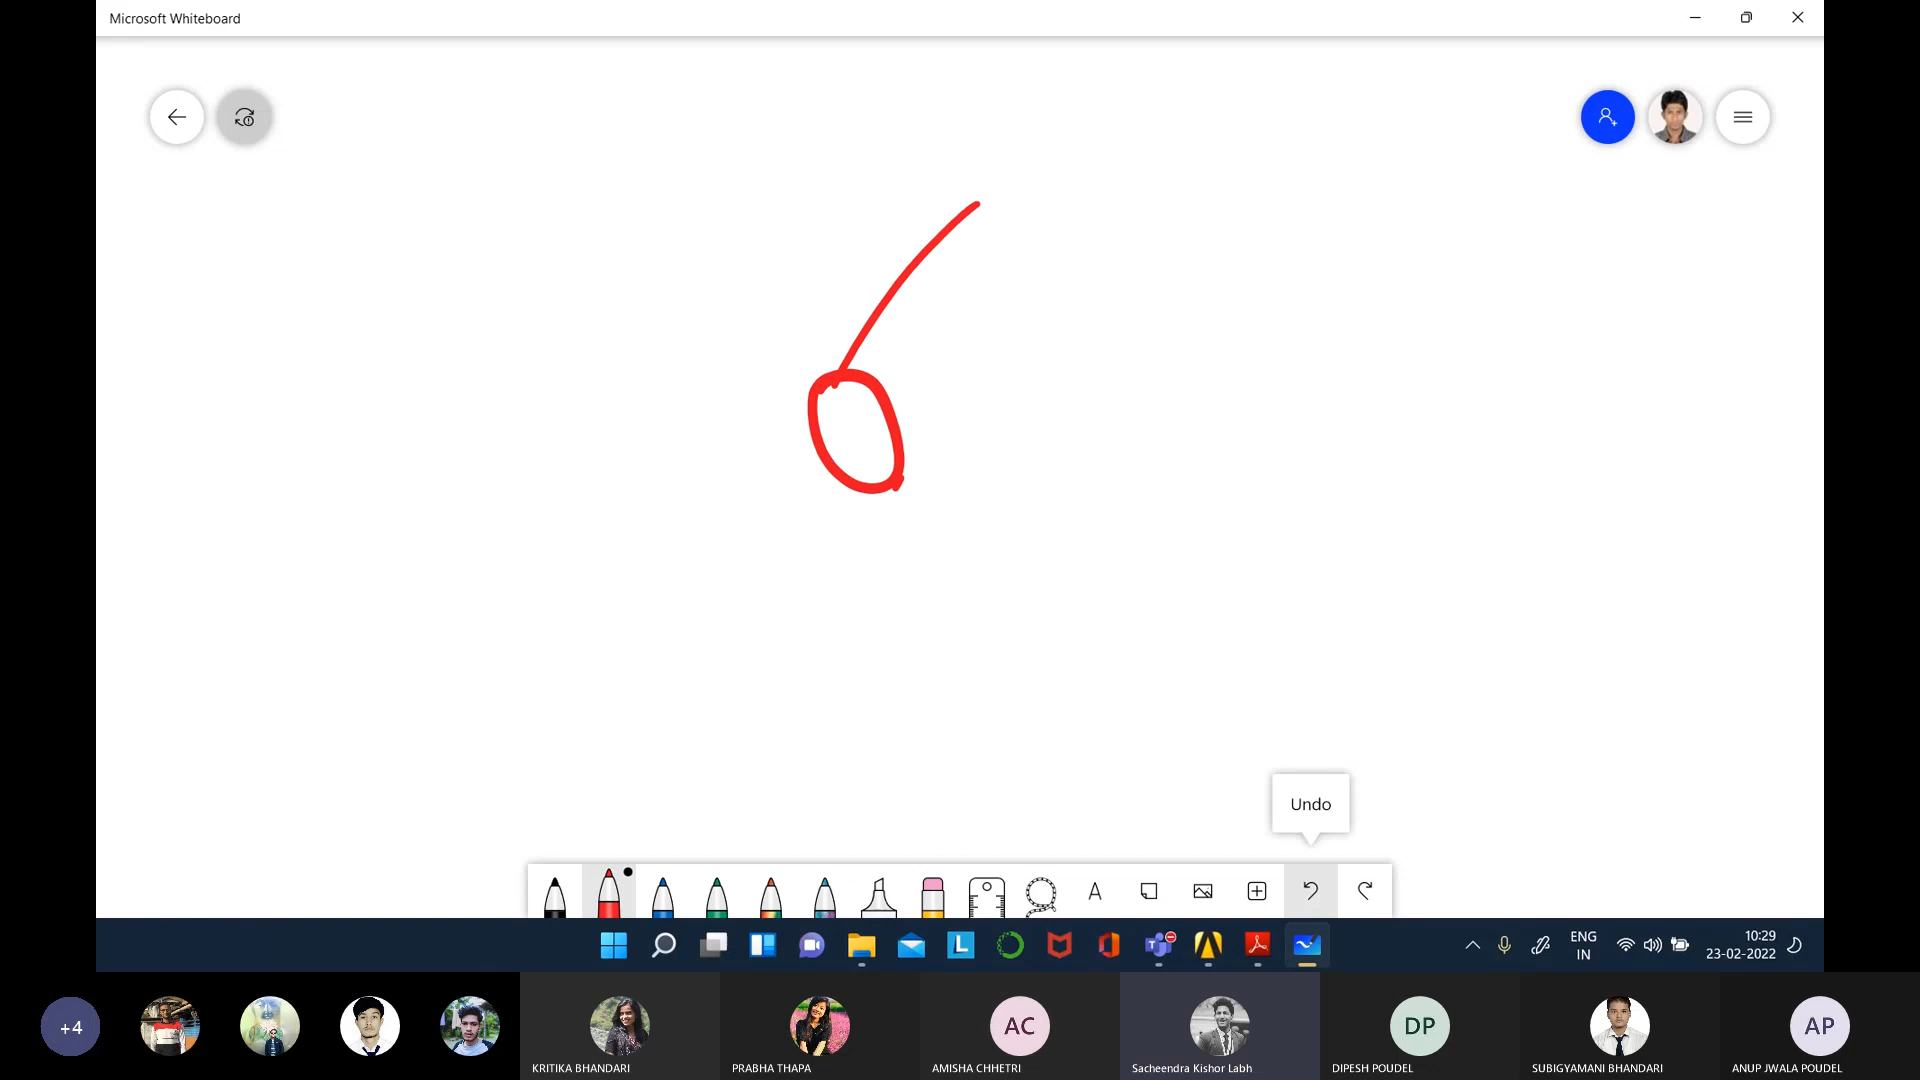 Microsoft Whiteboard
Undo
A
L
ENG
IN
10:29
23-02-2022
+4
KRITIKA BHANDARI
PRABHA THAPA
AC
AMISHA CHHETRI
Sacheendra Kishor Labh
DP
DIPESH POUDEL
SUBIGYAMANI BHANDARI
AP
ANUP JWALA POUDEL